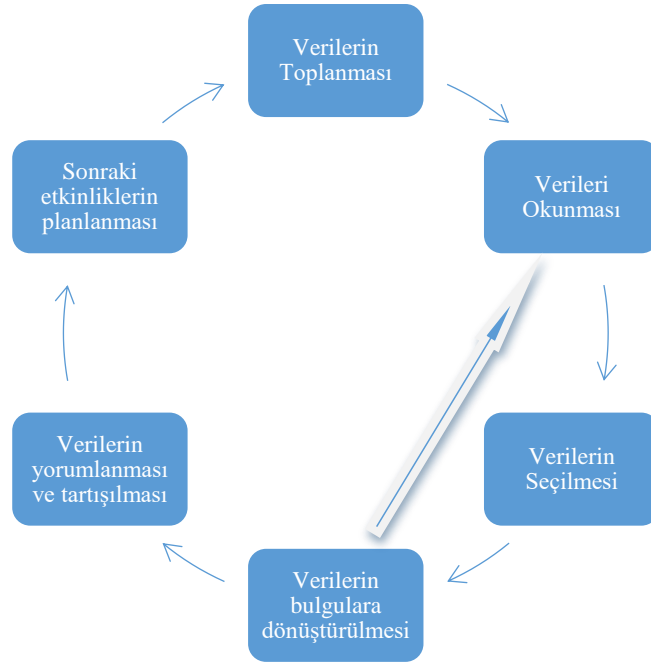 Verilerin
Toplanması
Verileri
Okunması
Verilerin
Seçilmesi
Verilerin
bulgulara
dönüştürülmesi
Verilerin
yorumlanması
ve tartışılması
Sonraki
etkinliklerin
planlanması